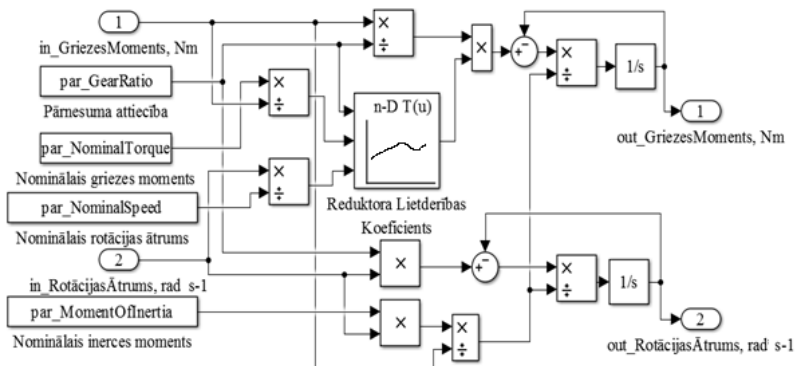 1
in_GriezesMoments, Nm
par_GearRatio
Pārnesuma attiecība
par_NominalTorque
Nominālais griezes moments
par_NominalSpeed
Nominālais rotācijas ātrums
2
in_RotācijasĀtrums, rad s-1
par_MomentOfInertia
Nominālais inerces moments
×
÷
×
÷
×
÷
n-D T(u)
Reduktora Lietderības
Koeficients
×
×
×
÷
×
+
−
×
÷
1/s
1
out_GriezesMoments, Nm
+
−
×
÷
1/s
2
out_RotācijasĀtrums, rad s-1